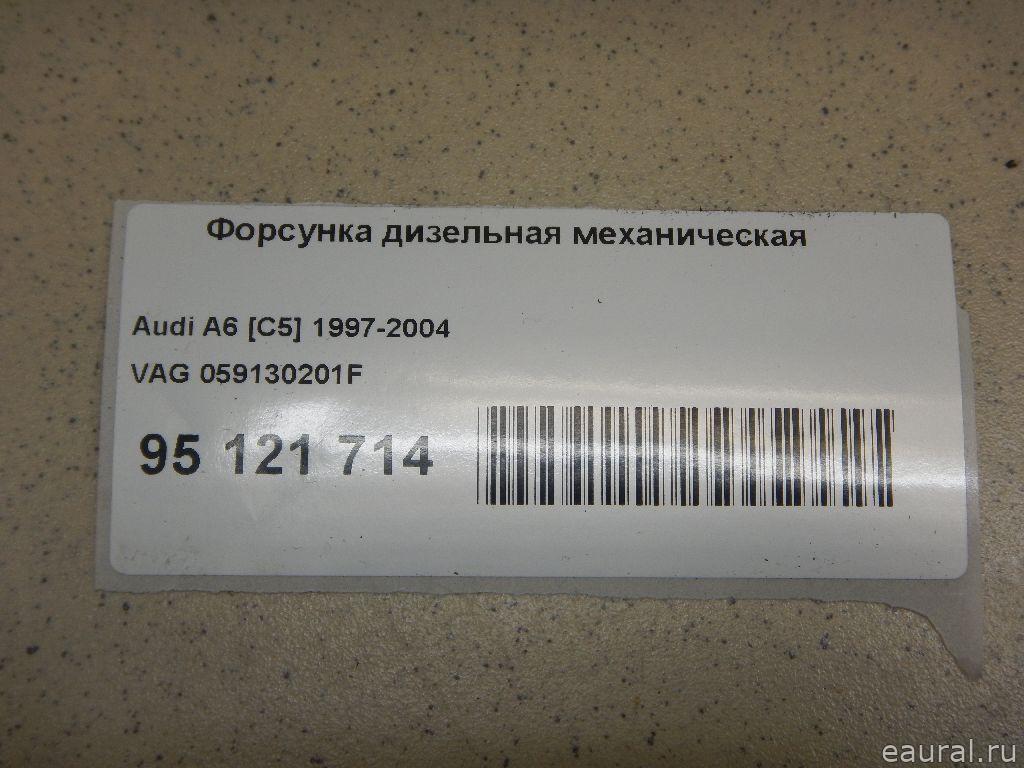 Форсунка дизельная механическая
Audi A6 [C5] 1997-2004
VAG 059130201F
95 121 714
eaural.ru